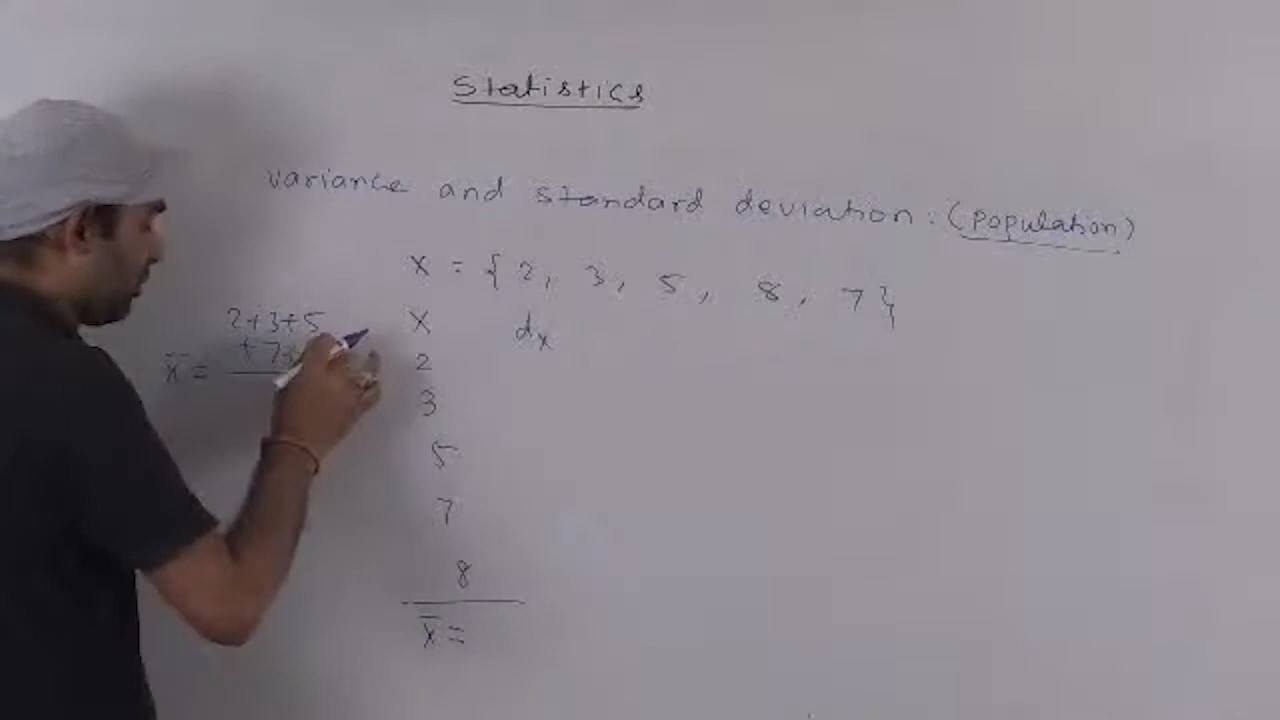 Statistics
variance and standard deviation : (population)
X = { 2, 3, 5, 8, 7 }
X dx
2
3
5
7
8
x̄ =
2+3+5
+7+
x̄ =